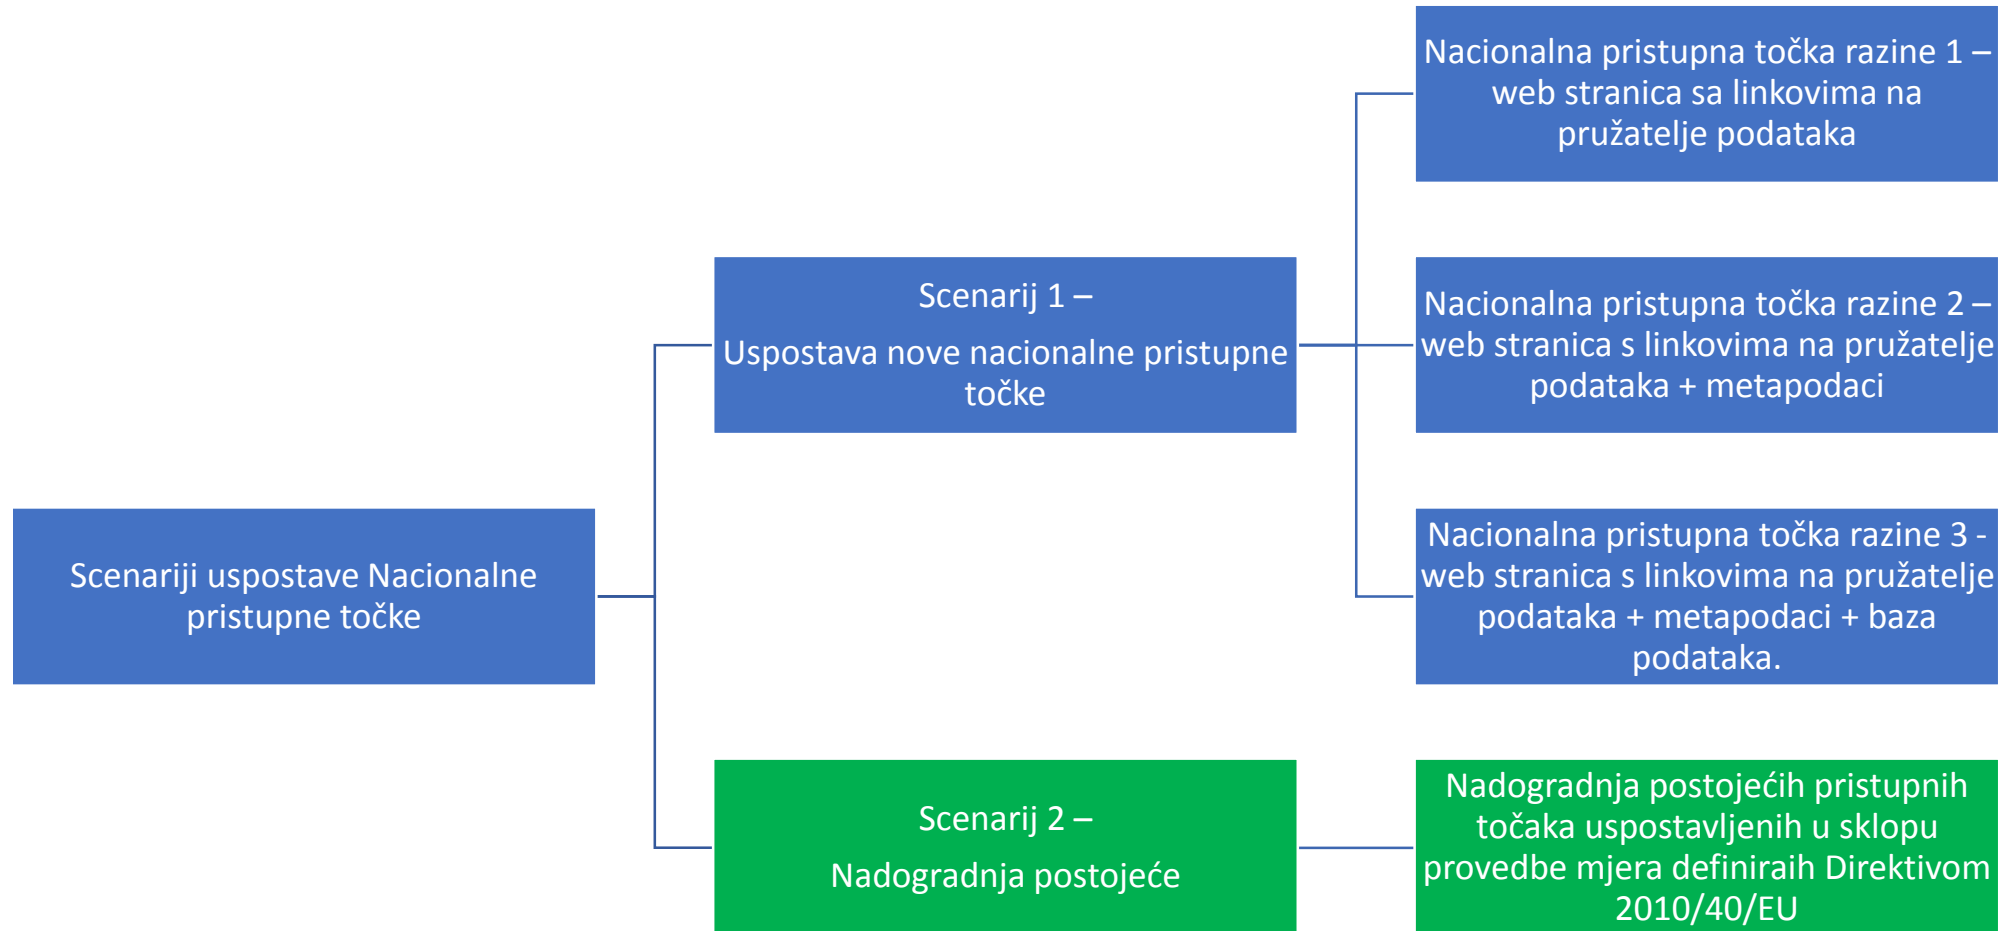 Scenariji uspostave Nacionalne
pristupne točke
Scenarij 1 –
Uspostava nove nacionalne pristupne
točke
Nacionalna pristupna točka razine 1 –
web stranica sa linkovima na
pružatelje podataka
Nacionalna pristupna točka razine 2 –
web stranica s linkovima na pružatelje
podataka + metapodaci
Nacionalna pristupna točka razine 3 -
web stranica s linkovima na pružatelje
podataka + metapodaci + baza
podataka.
Scenarij 2 –
Nadogradnja postojeće
Nadogradnja postojećih pristupnih
točaka uspostavljenih u sklopu
provedbe mjera definiraih Direktivom
2010/40/EU